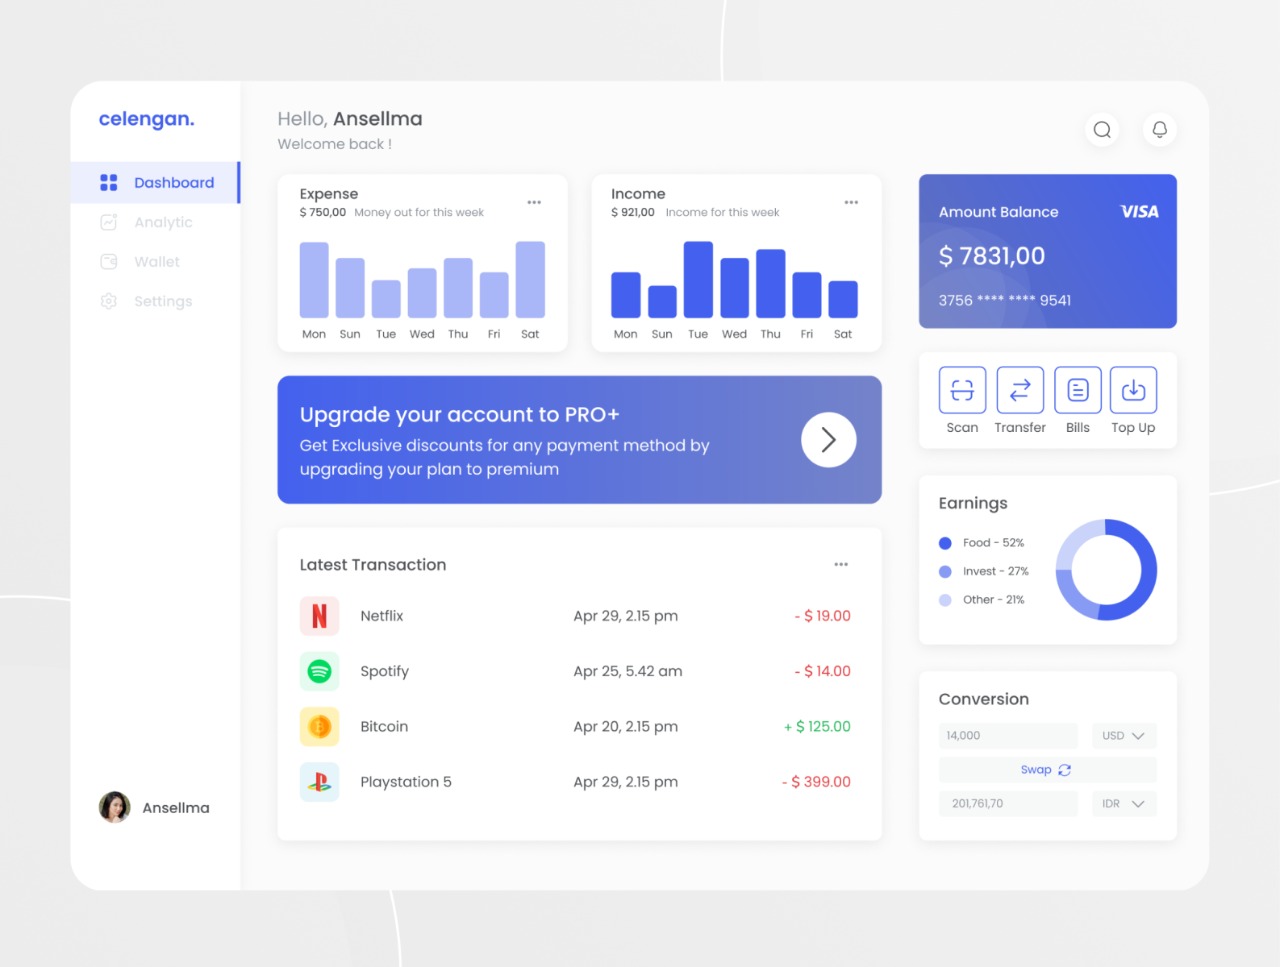 celengan.
Dashboard
Analytic
Wallet
Settings
Ansellma
Hello, Ansellma
Welcome back !
Expense
$ 750,00 Money out for this week
Mon Sun Tue Wed Thu Fri Sat
Income
$ 921,00 Income for this week
Mon Sun Tue Wed Thu Fri Sat
Upgrade your account to PRO+
Get Exclusive discounts for any payment method by
upgrading your plan to premium
Latest Transaction
Netflix Apr 29, 2.15 pm - $ 19.00
Spotify Apr 25, 5.42 am - $ 14.00
Bitcoin Apr 20, 2.15 pm + $ 125.00
Playstation 5 Apr 29, 2.15 pm - $ 399.00
Amount Balance VISA
$ 7831,00
3756 **** **** 9541
Scan Transfer Bills Top Up
Earnings
Food - 52%
Invest - 27%
Other - 21%
Conversion
14,000 USD
Swap
201,761,70 IDR